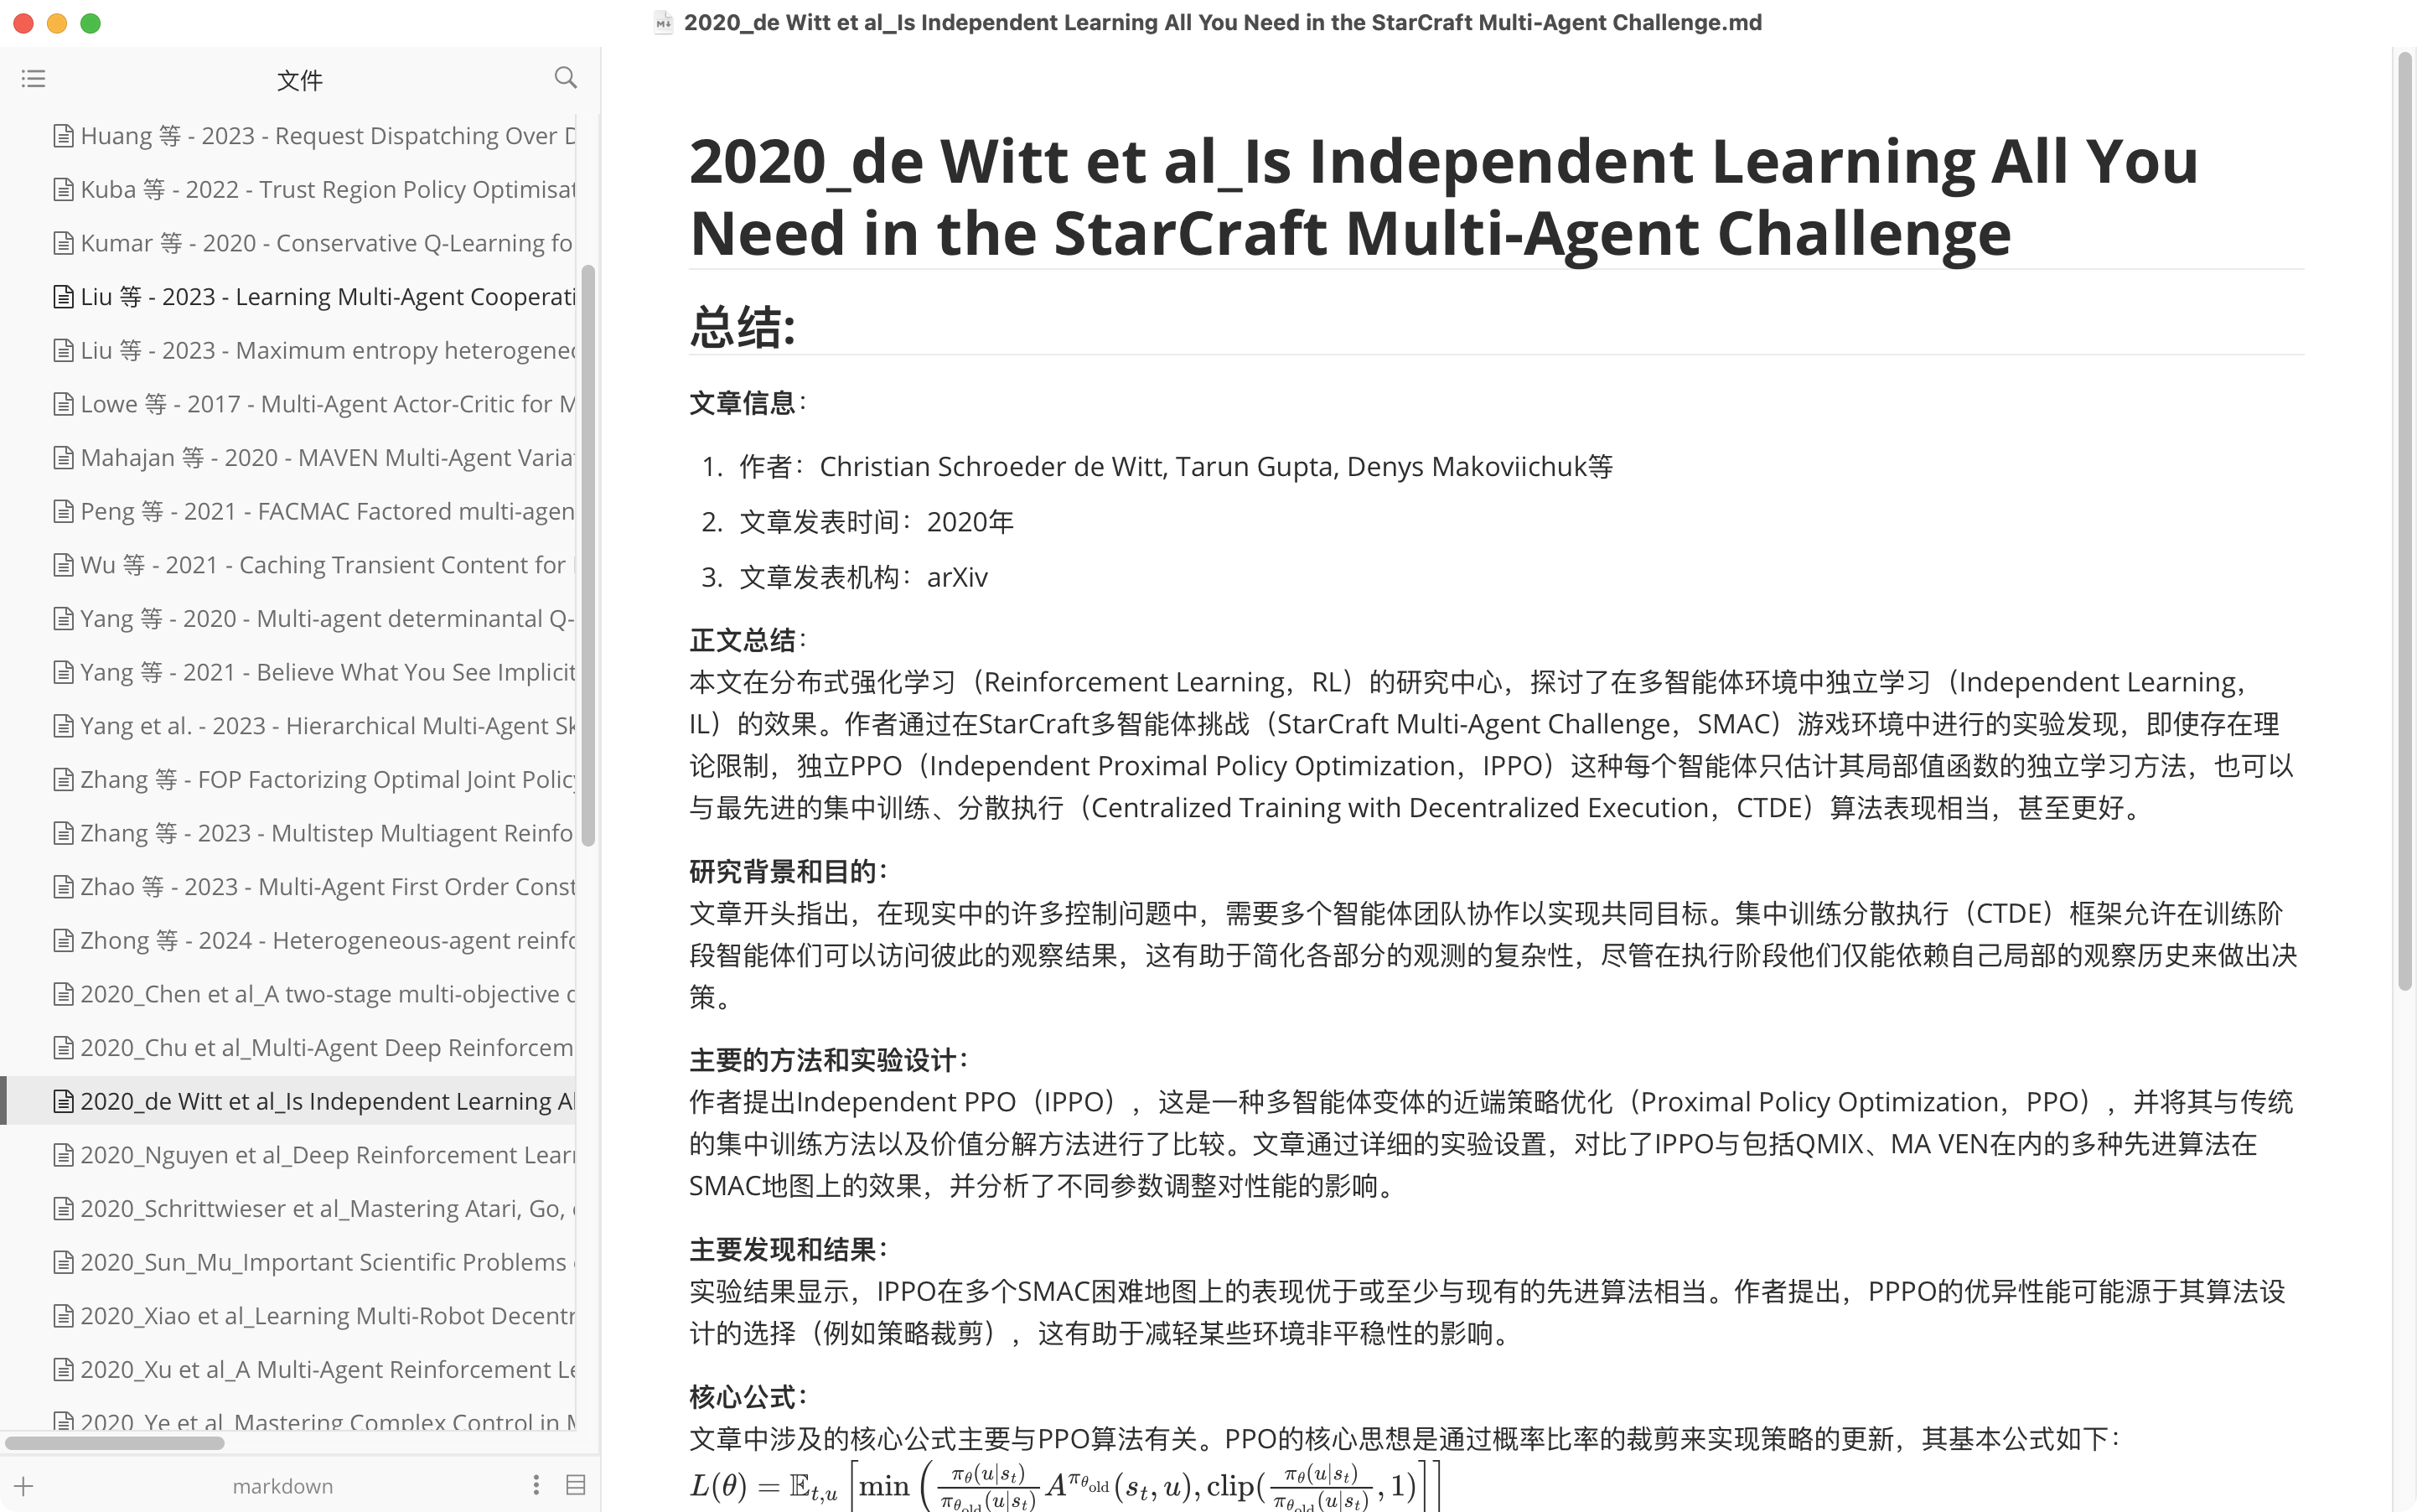 2020_de Witt et al_Is Independent Learning All You Need in the StarCraft Multi-Agent Challenge.md
文件
Huang 等 - 2023 - Request Dispatching Over D
Kuba 等 - 2022 - Trust Region Policy Optimisat
Kumar 等 - 2020 - Conservative Q-Learning fo
Liu 等 - 2023 - Learning Multi-Agent Cooperati
Liu 等 - 2023 - Maximum entropy heterogeneo
Lowe 等 - 2017 - Multi-Agent Actor-Critic for M
Mahajan 等 - 2020 - MAVEN Multi-Agent Variat
Peng 等 - 2021 - FACMAC Factored multi-agen
Wu 等 - 2021 - Caching Transient Content for
Yang 等 - 2020 - Multi-agent determinantal Q-
Yang 等 - 2021 - Believe What You See Implicit
Yang et al. - 2023 - Hierarchical Multi-Agent Sk
Zhang 等 - FOP Factorizing Optimal Joint Policy
Zhang 等 - 2023 - Multistep Multiagent Reinfo
Zhao 等 - 2023 - Multi-Agent First Order Const
Zhong 等 - 2024 - Heterogeneous-agent reinfo
2020_Chen et al_A two-stage multi-objective d
2020_Chu et al_Multi-Agent Deep Reinforcem
2020_de Witt et al_Is Independent Learning Al
2020_Nguyen et al_Deep Reinforcement Learn
2020_Schrittwieser et al_Mastering Atari, Go,
2020_Sun_Mu_Important Scientific Problems
2020_Xiao et al_Learning Multi-Robot Decentr
2020_Xu et al_A Multi-Agent Reinforcement Le
2020_Ye et al_Mastering Complex Control in M
markdown
2020_de Witt et al_Is Independent Learning All You
Need in the StarCraft Multi-Agent Challenge
总结:
文章信息：
1. 作者：Christian Schroeder de Witt, Tarun Gupta, Denys Makoviichuk等
2. 文章发表时间：2020年
3. 文章发表机构：arXiv
正文总结：
本文在分布式强化学习（Reinforcement Learning，RL）的研究中心，探讨了在多智能体环境中独立学习（Independent Learning，
IL）的效果。作者通过在StarCraft多智能体挑战（StarCraft Multi-Agent Challenge，SMAC）游戏环境中进行的实验发现，即使存在理
论限制，独立PPO（Independent Proximal Policy Optimization，IPPO）这种每个智能体只估计其局部值函数的独立学习方法，也可以
与最先进的集中训练、分散执行（Centralized Training with Decentralized Execution，CTDE）算法表现相当，甚至更好。
研究背景和目的：
文章开头指出，在现实中的许多控制问题中，需要多个智能体团队协作以实现共同目标。集中训练分散执行（CTDE）框架允许在训练阶
段智能体们可以访问彼此的观察结果，这有助于简化各部分的观测的复杂性，尽管在执行阶段他们仅能依赖自己局部的观察历史来做出决
策。
主要的方法和实验设计：
作者提出Independent PPO（IPPO），这是一种多智能体变体的近端策略优化（Proximal Policy Optimization，PPO），并将其与传统
的集中训练方法以及价值分解方法进行了比较。文章通过详细的实验设置，对比了IPPO与包括QMIX、MA VEN在内的多种先进算法在
SMAC地图上的效果，并分析了不同参数调整对性能的影响。
主要发现和结果：
实验结果显示，IPPO在多个SMAC困难地图上的表现优于或至少与现有的先进算法相当。作者提出，PPPO的优异性能可能源于其算法设
计的选择（例如策略裁剪），这有助于减轻某些环境非平稳性的影响。
核心公式：
文章中涉及的核心公式主要与PPO算法有关。PPO的核心思想是通过概率比率的裁剪来实现策略的更新，其基本公式如下：
L(θ) = 𝔼_{t,u} [min (π_θ(u|s_t)/π_{θ_old}(u|s_t) A^{π_{θ_old}}(s_t, u), clip(π_θ(u|s_t)/π_{θ_old}(u|s_t), 1)]]